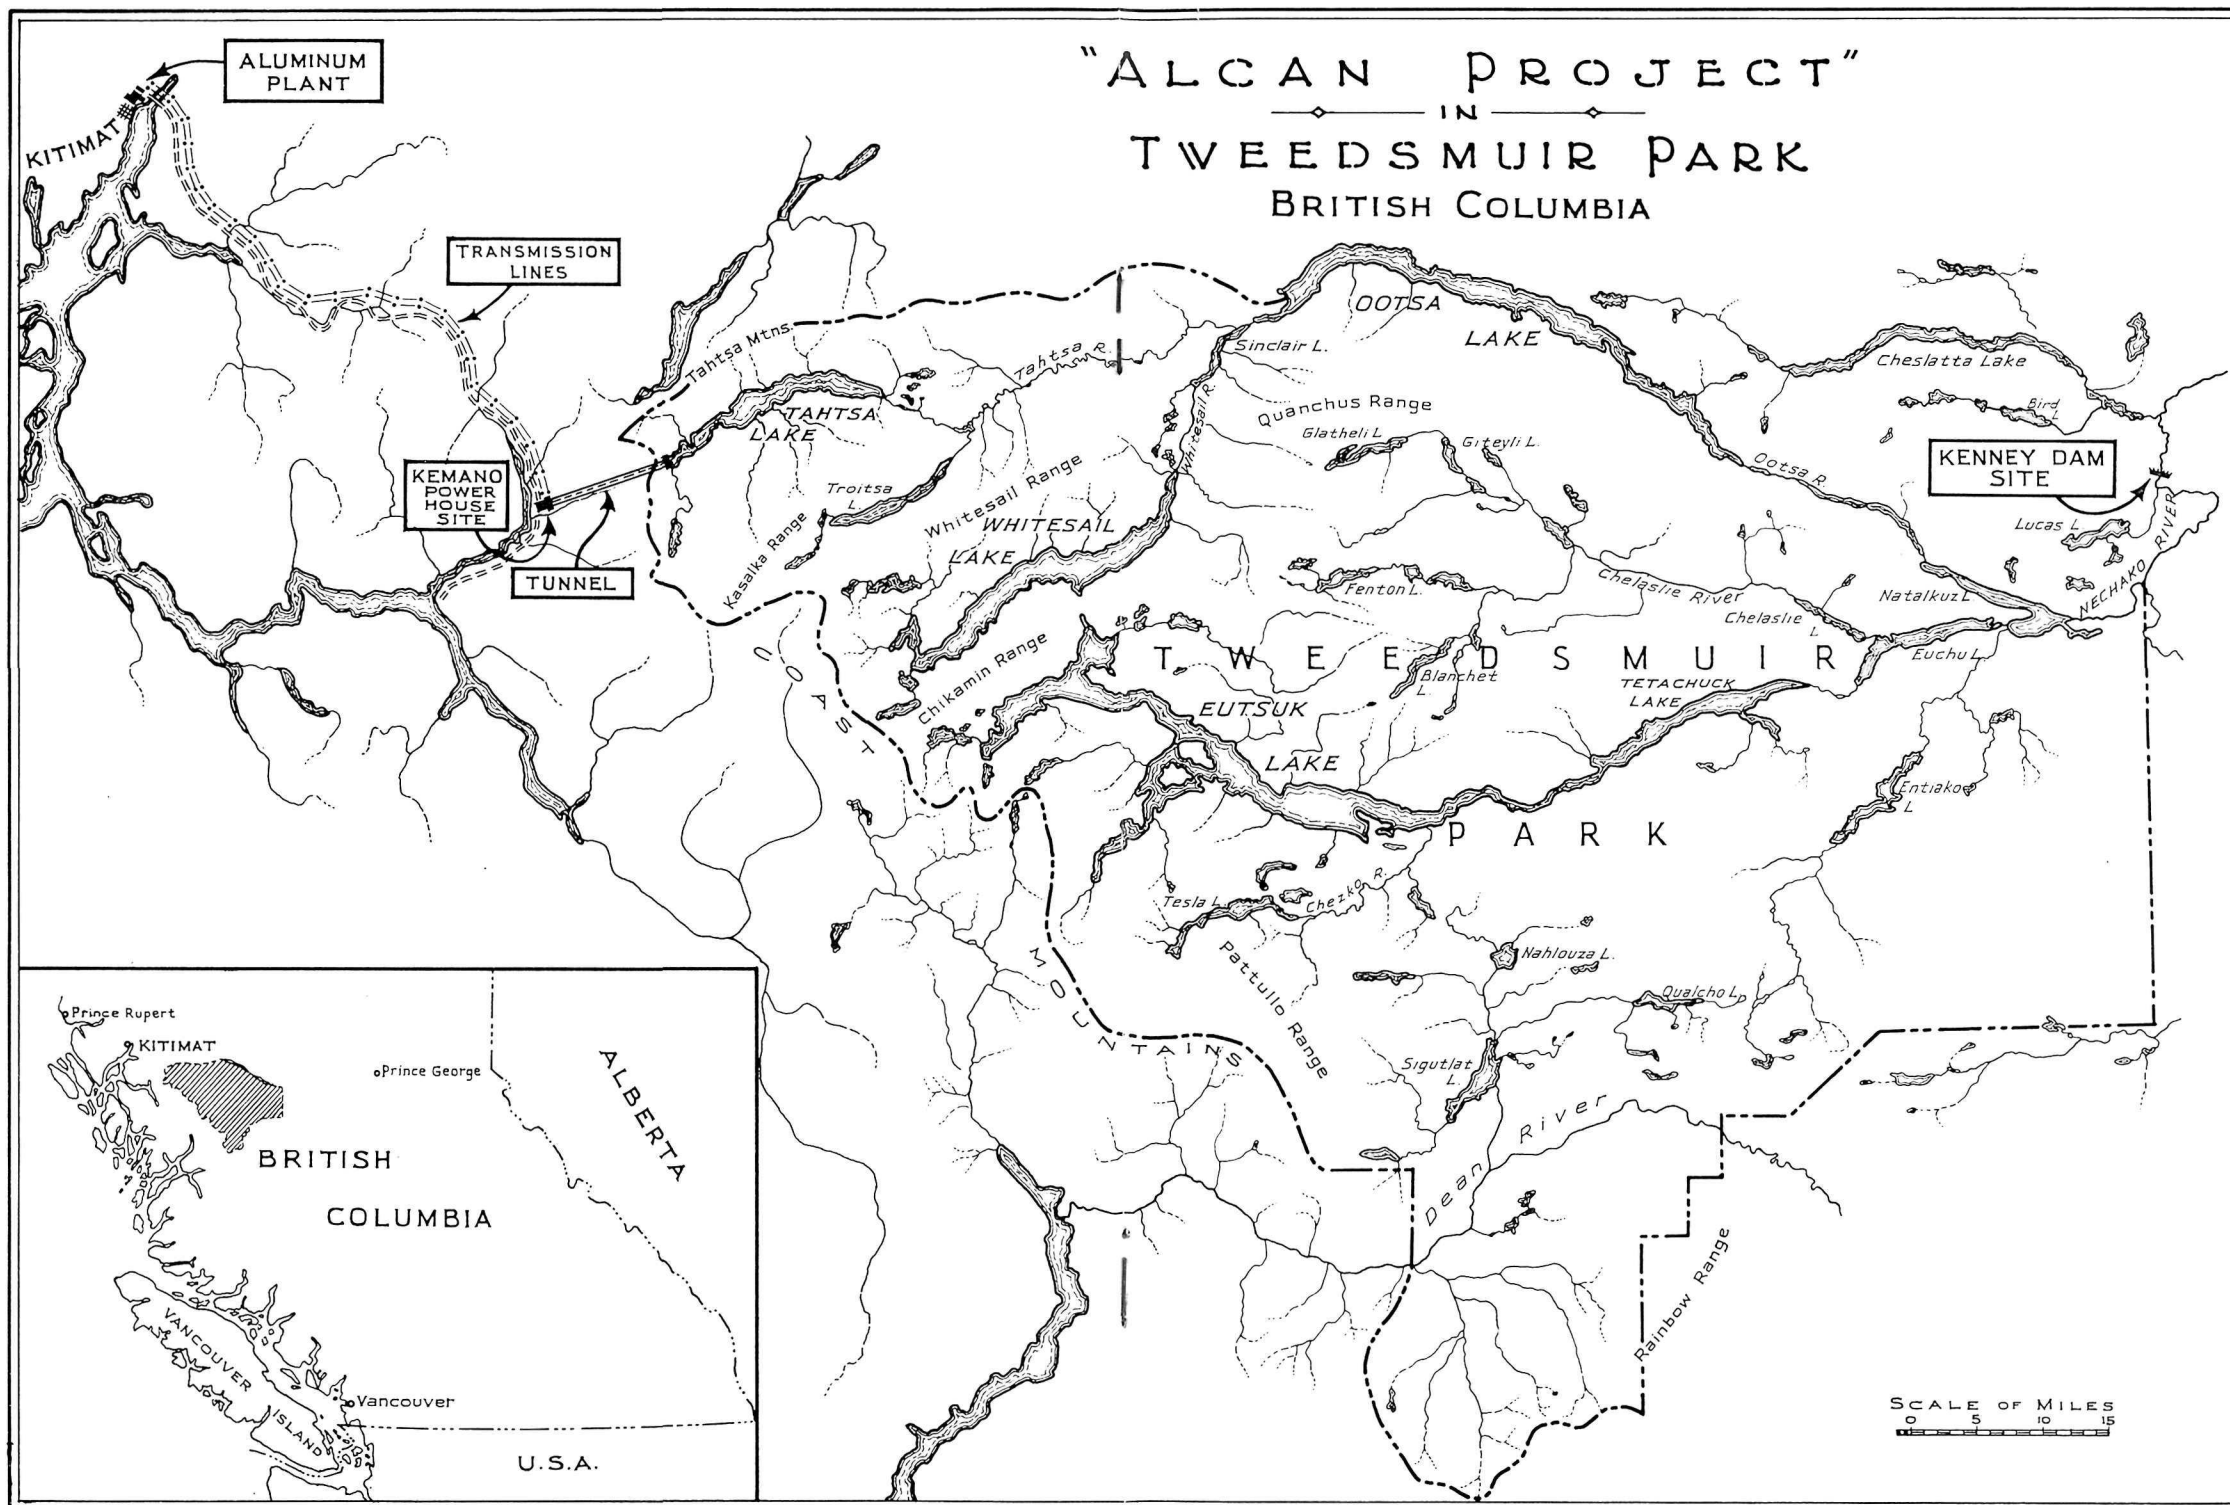 "ALCAN PROJECT"
IN
TWEEDSMUIR PARK
BRITISH COLUMBIA
ALUMINUM
PLANT
KITIMAT
TRANSMISSION
LINES
KEMANO
POWER
HOUSE
SITE
TUNNEL
KENNEY DAM
SITE
Tahtsa Mtns.
TAHTSA
LAKE
Tahtsa R.
Sinclair L.
OOTSA
LAKE
Cheslatta Lake
Bird
L.
Quanchus Range
Glatheli L.
Giteyli L.
Whitesail R.
Ootsa R.
Lucas L.
NECHAKO RIVER
Troitsa
L.
Kasalka Range
Whitesail Range
WHITESAIL
LAKE
Fenton L.
Chelaslie River
Chelaslie
L.
Natalkuz L.
Euchu L.
Chikamin Range
TWEEDSMUIR
PARK
Blanchet
L.
TETACHUCK
LAKE
EUTSUK
LAKE
Entiako
L.
COAST
MOUNTAINS
Tesla L.
Chezko R.
Pattullo Range
Nahlouza L.
Qualcho L.
Sigutlat
L.
Dean River
Rainbow Range
Prince Rupert
KITIMAT
Prince George
ALBERTA
BRITISH
COLUMBIA
VANCOUVER
ISLAND
Vancouver
U.S.A.
SCALE OF MILES
0 5 10 15